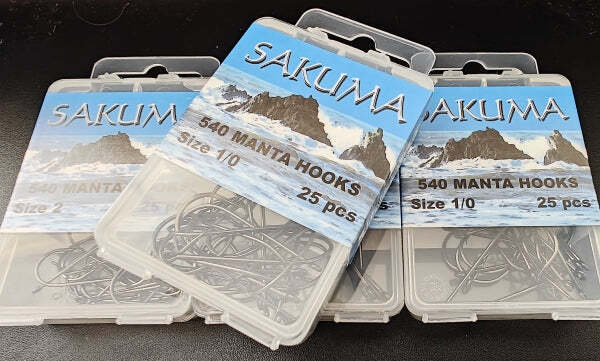 SAKUMA
540 MANTA
Size 2
SAKUMA
540 MANTA HOOKS
Size 1/0
25 pcs
SAKUMA
540 MANTA HOOKS
Size 1/0 25 pcs